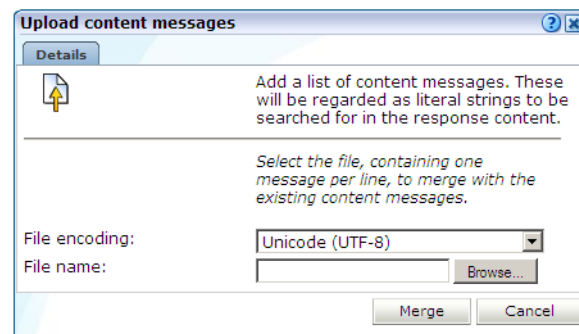 Upload content messages
Details
Add a list of content messages. These
will be regarded as literal strings to be
searched for in the response content.
Select the file, containing one
message per line, to merge with the
existing content messages.
File encoding: Unicode (UTF-8)
File name: Browse...
Merge Cancel